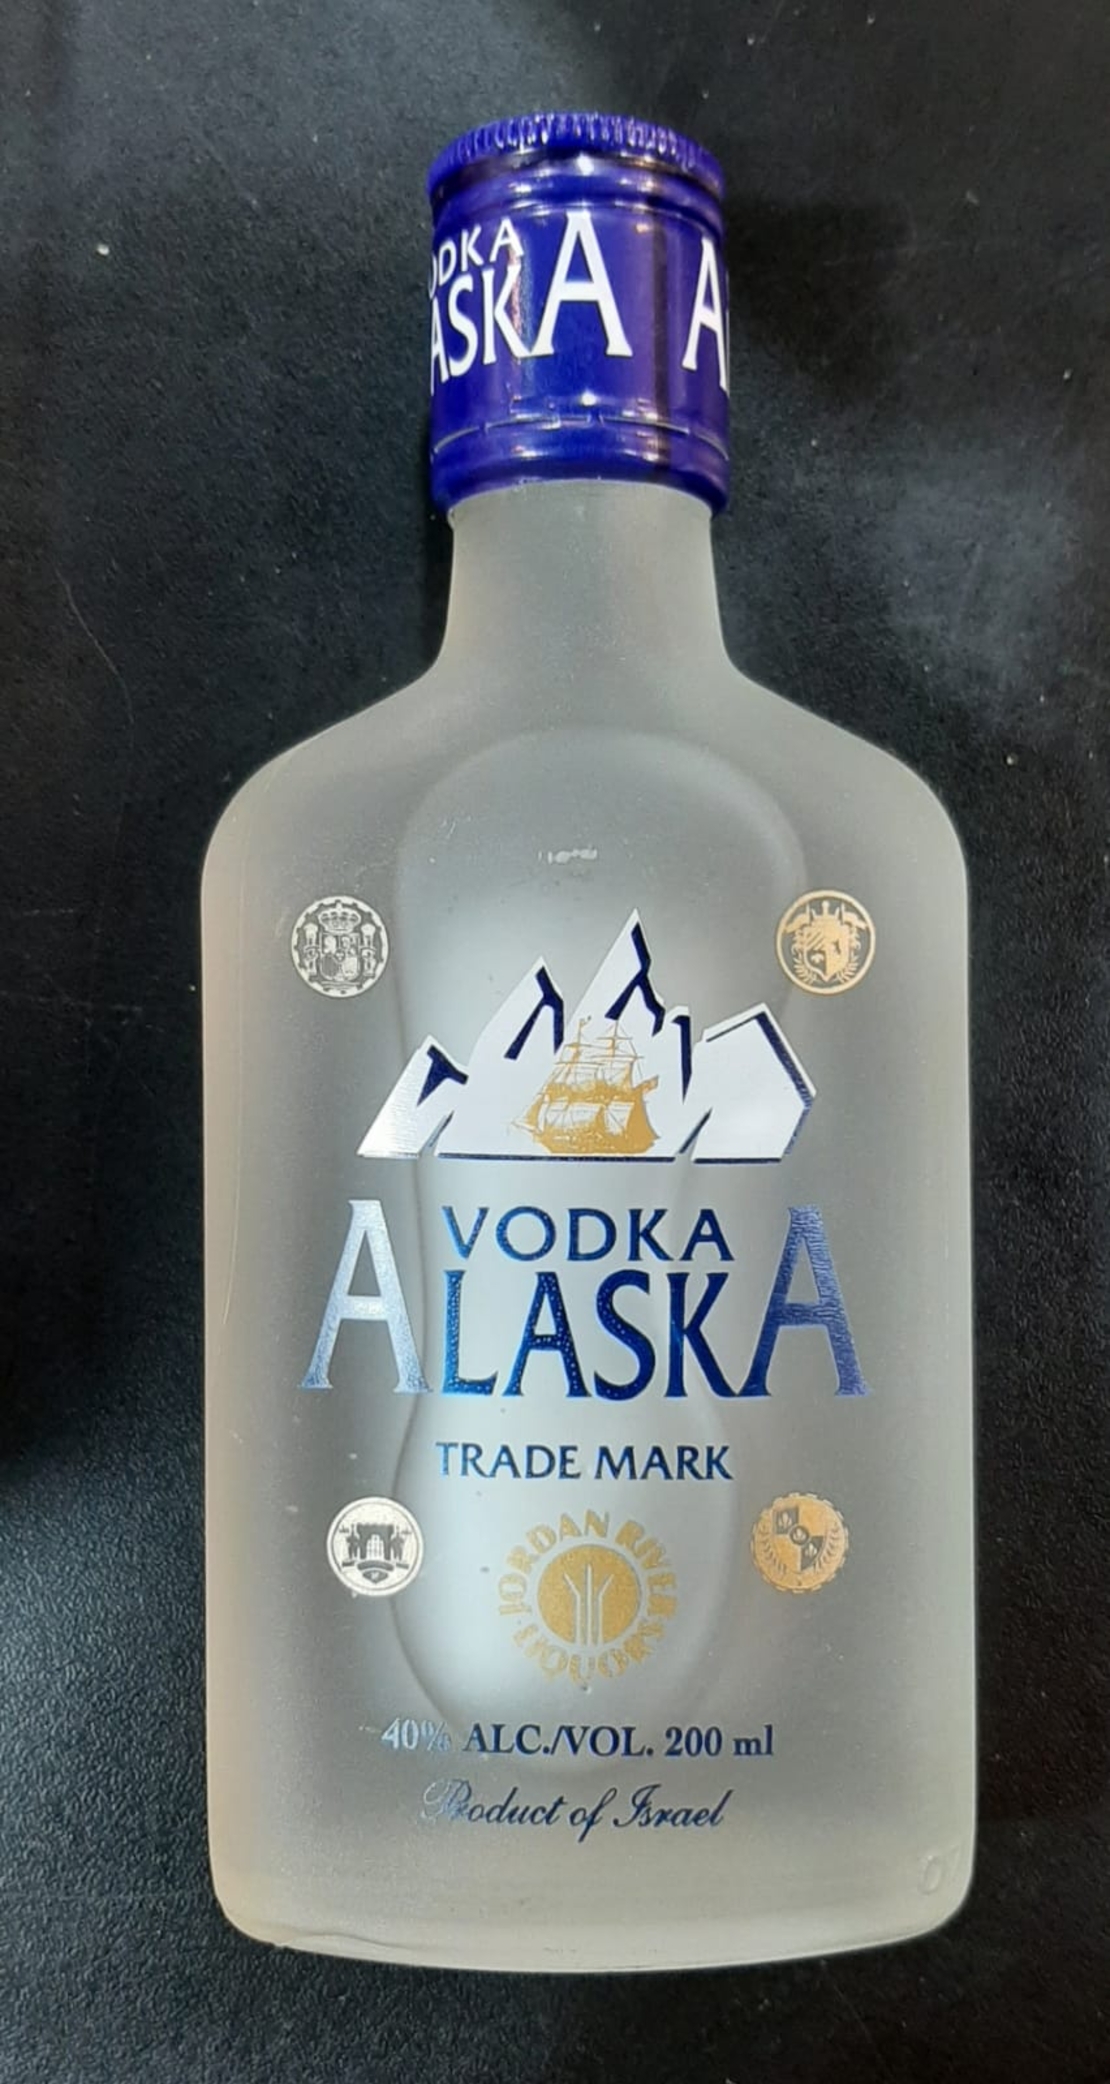 VODKA
ALASKA
VODKA
ALASKA
TRADE MARK
JORDAN RIVER
LIQUORS
40% ALC./VOL. 200 ml
Product of Israel